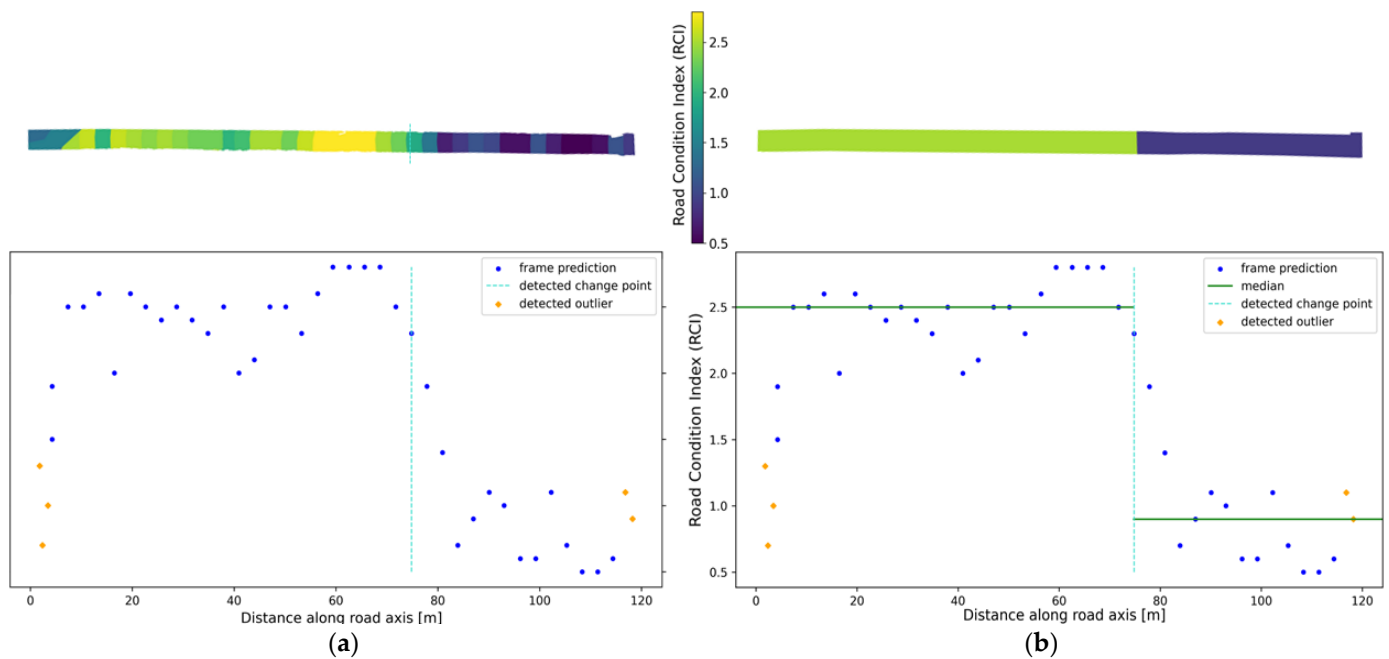 Road Condition Index (RCI)
2.5
2.0
1.5
1.0
0.5
frame prediction
detected change point
detected outlier
0
20
40
60
80
100
120
Distance along road axis [m]
(a)
frame prediction
median
detected change point
detected outlier
Road Condition Index (RCI)
2.5
2.0
1.5
1.0
0.5
0
20
40
60
80
100
120
Distance along road axis [m]
(b)